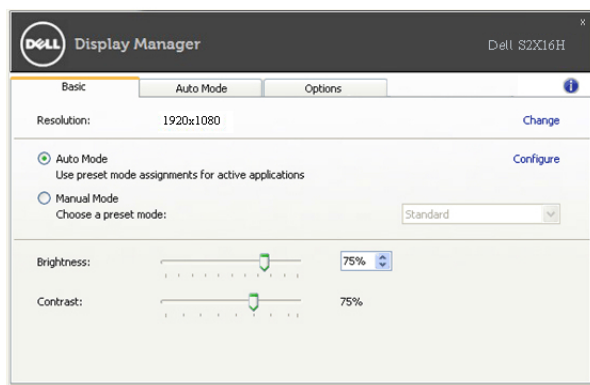 x
DELL Display Manager
Dell S2X16H
Basic Auto Mode Options
Resolution: 1920x1080 Change
Auto Mode Configure
Use preset mode assignments for active applications
Manual Mode
Choose a preset mode: Standard
Brightness: 75%
Contrast: 75%